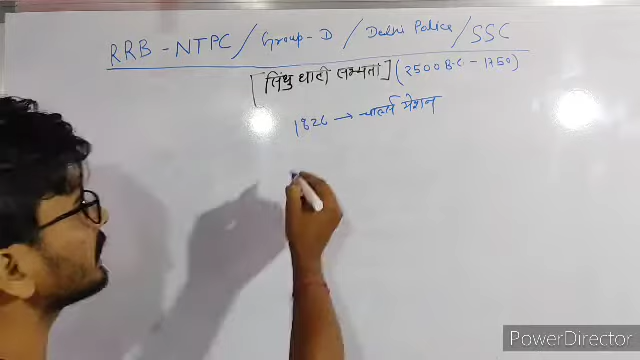 RRB - NTPC / Group - D / Delhi Police / SSC
[सिंधु घाटी सभ्यता] (2500 B.C - 1750)
1826 → चार्ल्स मेशन
PowerDirector